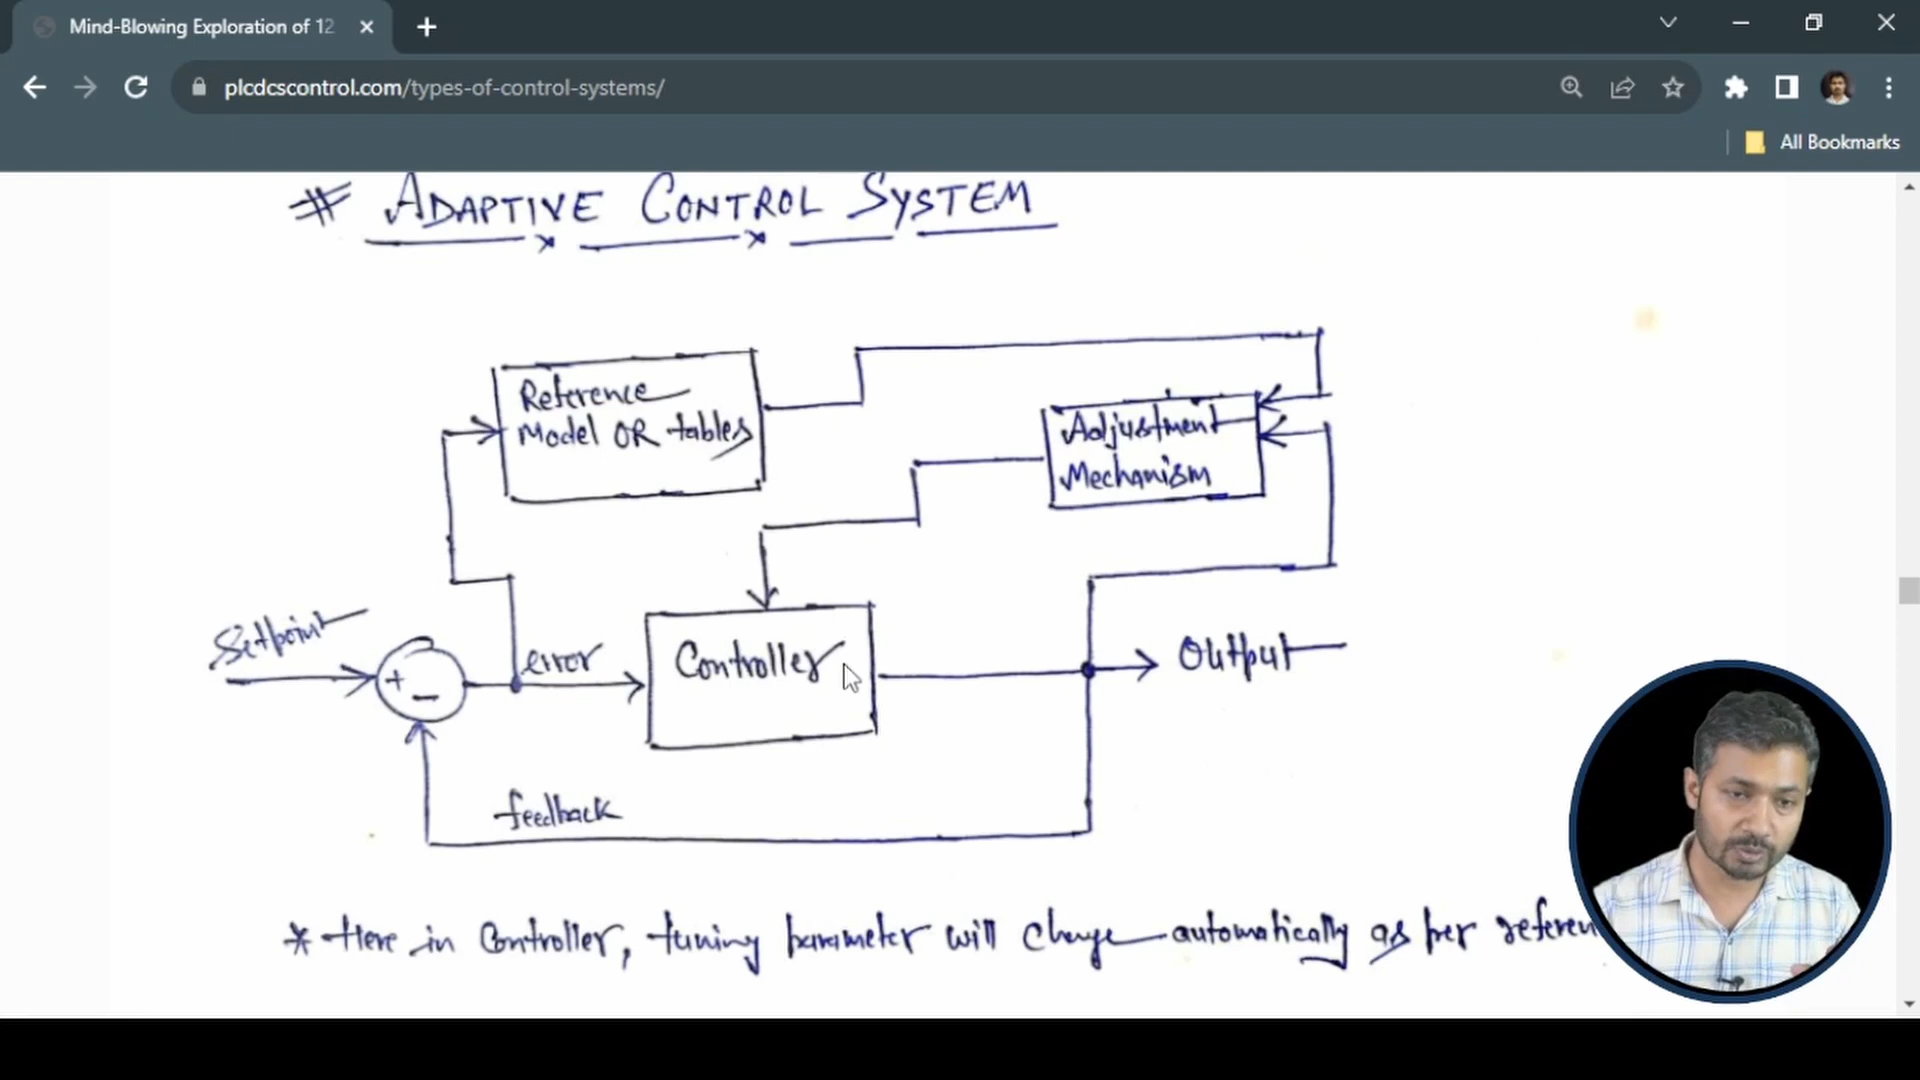 Mind-Blowing Exploration of 12
plcdcscontrol.com/types-of-control-systems/
All Bookmarks
# ADAPTIVE CONTROL SYSTEM
Reference
Model OR tables
Adjustment
Mechanism
Setpoint
+
-
error
Controller
Output
feedback
* Here in Controller, tuning parameter will change automatically as per referen